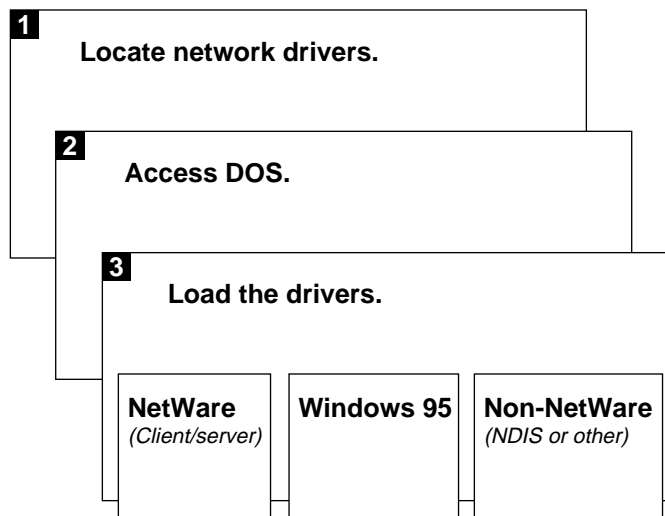 1
Locate network drivers.
2
Access DOS.
3
Load the drivers.
NetWare
(Client/server)
Windows 95
Non-NetWare
(NDIS or other)